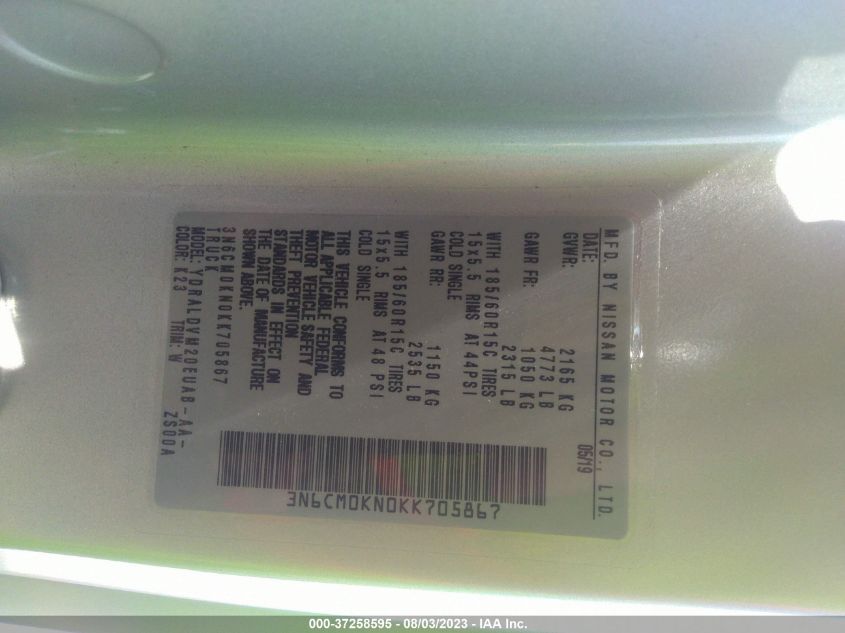 MFD. BY NISSAN MOTOR CO., LTD.
DATE: 05/19
GVWR: 2165 KG
4773 LB
GAWR FR: 1050 KG
2315 LB
WITH 185/60R15C TIRES
15x5.5 RIMS AT 44PSI
COLD SINGLE
GAWR RR: 1150 KG
2535 LB
WITH 185/60R15C TIRES
15x5.5 RIMS AT 48 PSI
COLD SINGLE
THIS VEHICLE CONFORMS TO
ALL APPLICABLE FEDERAL
MOTOR VEHICLE SAFETY AND
THEFT PREVENTION
STANDARDS IN EFFECT ON
THE DATE OF MANUFACTURE
SHOWN ABOVE.
3N6CM0KN0KK705867
TRUCK
MODEL: YDRALDVM20EUAB-AA-
ZS00A
COLOR: K23 TRIM: W
3N6CM0KN0KK705867
000-37258595 - 08/03/2023 - IAA Inc.